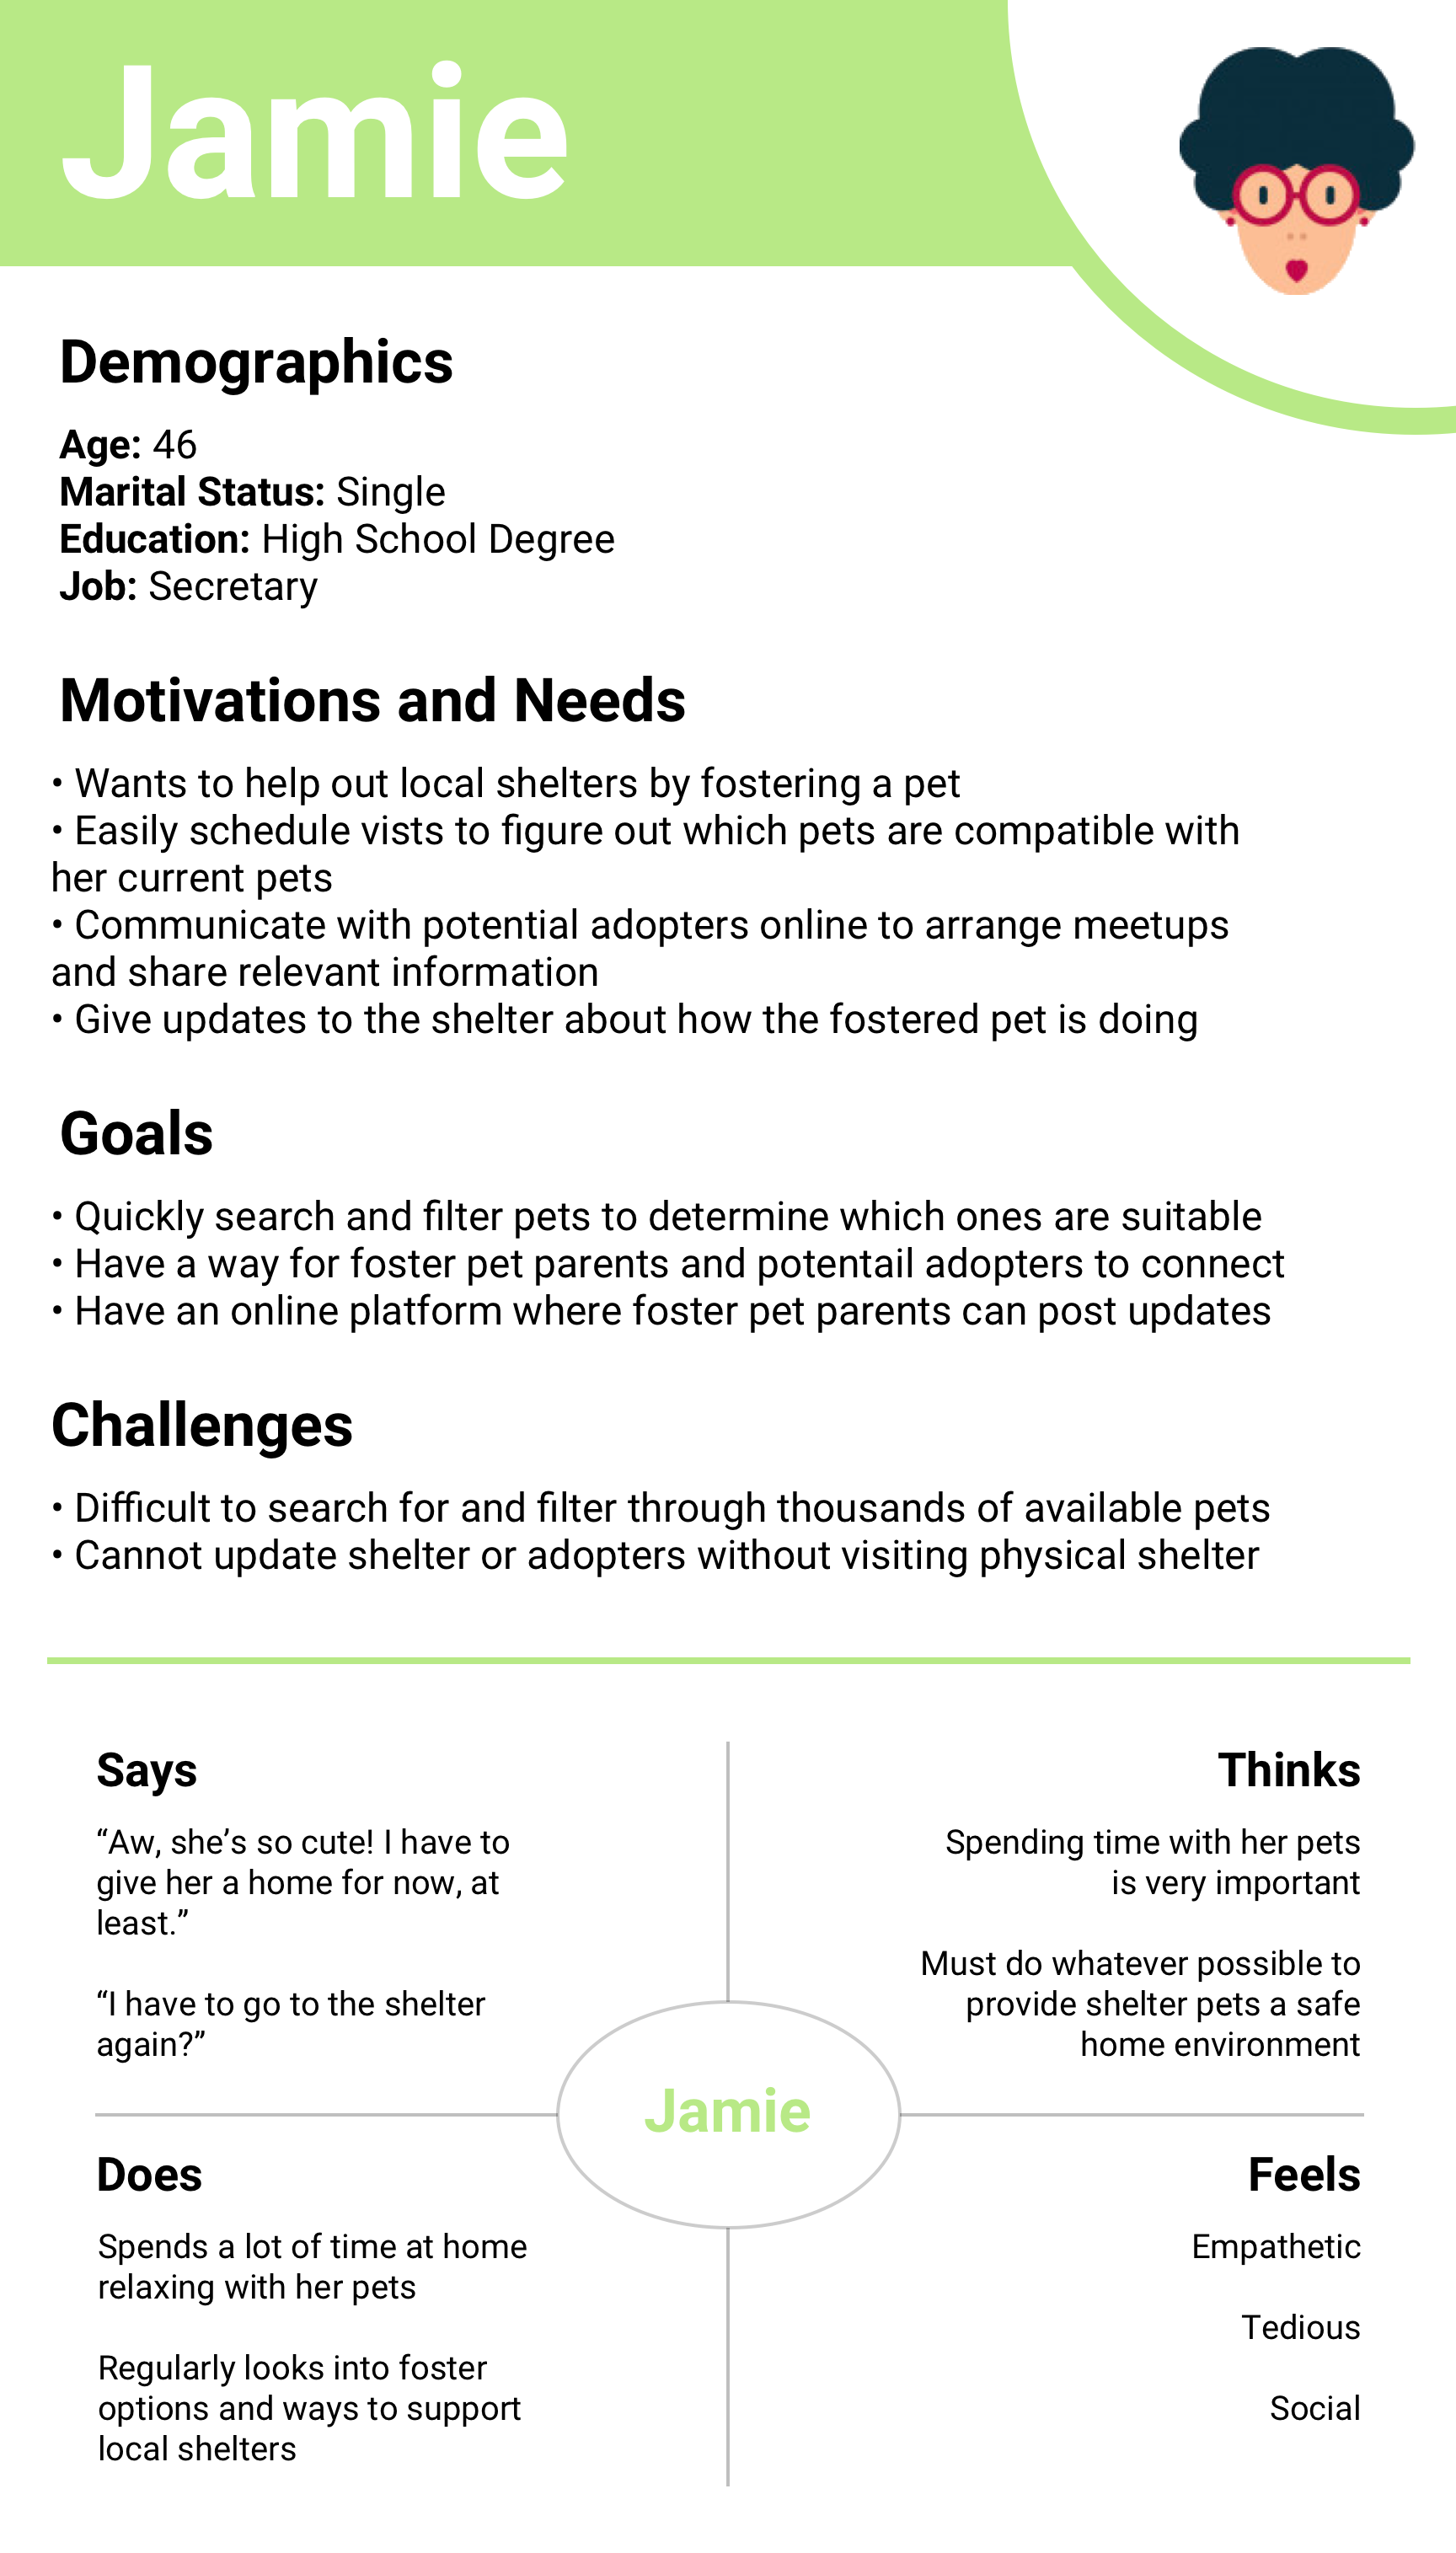 Jamie
Demographics
Age: 46
Marital Status: Single
Education: High School Degree
Job: Secretary
Motivations and Needs
• Wants to help out local shelters by fostering a pet
• Easily schedule vists to figure out which pets are compatible with
her current pets
• Communicate with potential adopters online to arrange meetups
and share relevant information
• Give updates to the shelter about how the fostered pet is doing
Goals
• Quickly search and filter pets to determine which ones are suitable
• Have a way for foster pet parents and potentail adopters to connect
• Have an online platform where foster pet parents can post updates
Challenges
• Difficult to search for and filter through thousands of available pets
• Cannot update shelter or adopters without visiting physical shelter
Says
“Aw, she’s so cute! I have to
give her a home for now, at
least.”
“I have to go to the shelter
again?”
Thinks
Spending time with her pets
is very important
Must do whatever possible to
provide shelter pets a safe
home environment
Jamie
Does
Spends a lot of time at home
relaxing with her pets
Regularly looks into foster
options and ways to support
local shelters
Feels
Empathetic
Tedious
Social